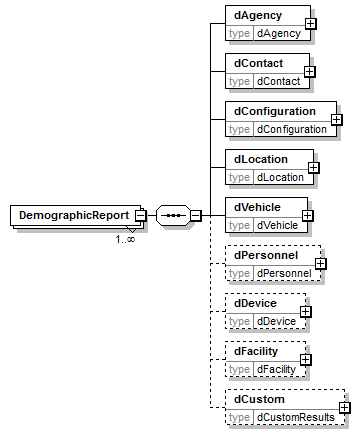 dAgency
type dAgency
dContact
type dContact
dConfiguration
type dConfiguration
dLocation
type dLocation
DemographicReport
1..∞
dVehicle
type dVehicle
dPersonnel
type dPersonnel
dDevice
type dDevice
dFacility
type dFacility
dCustom
type dCustomResults